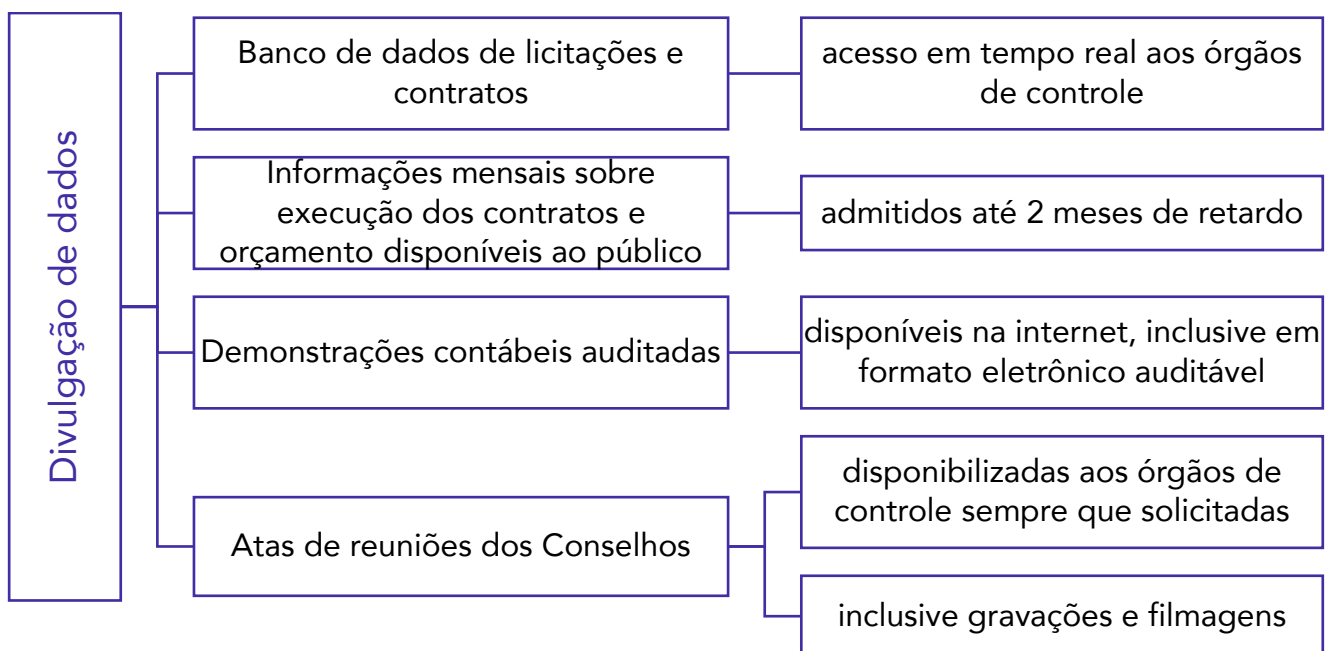 Divulgação de dados
Banco de dados de licitações e
contratos
acesso em tempo real aos órgãos
de controle
Informações mensais sobre
execução dos contratos e
orçamento disponíveis ao público
admitidos até 2 meses de retardo
Demonstrações contábeis auditadas
disponíveis na internet, inclusive em
formato eletrônico auditável
Atas de reuniões dos Conselhos
disponibilizadas aos órgãos de
controle sempre que solicitadas
inclusive gravações e filmagens